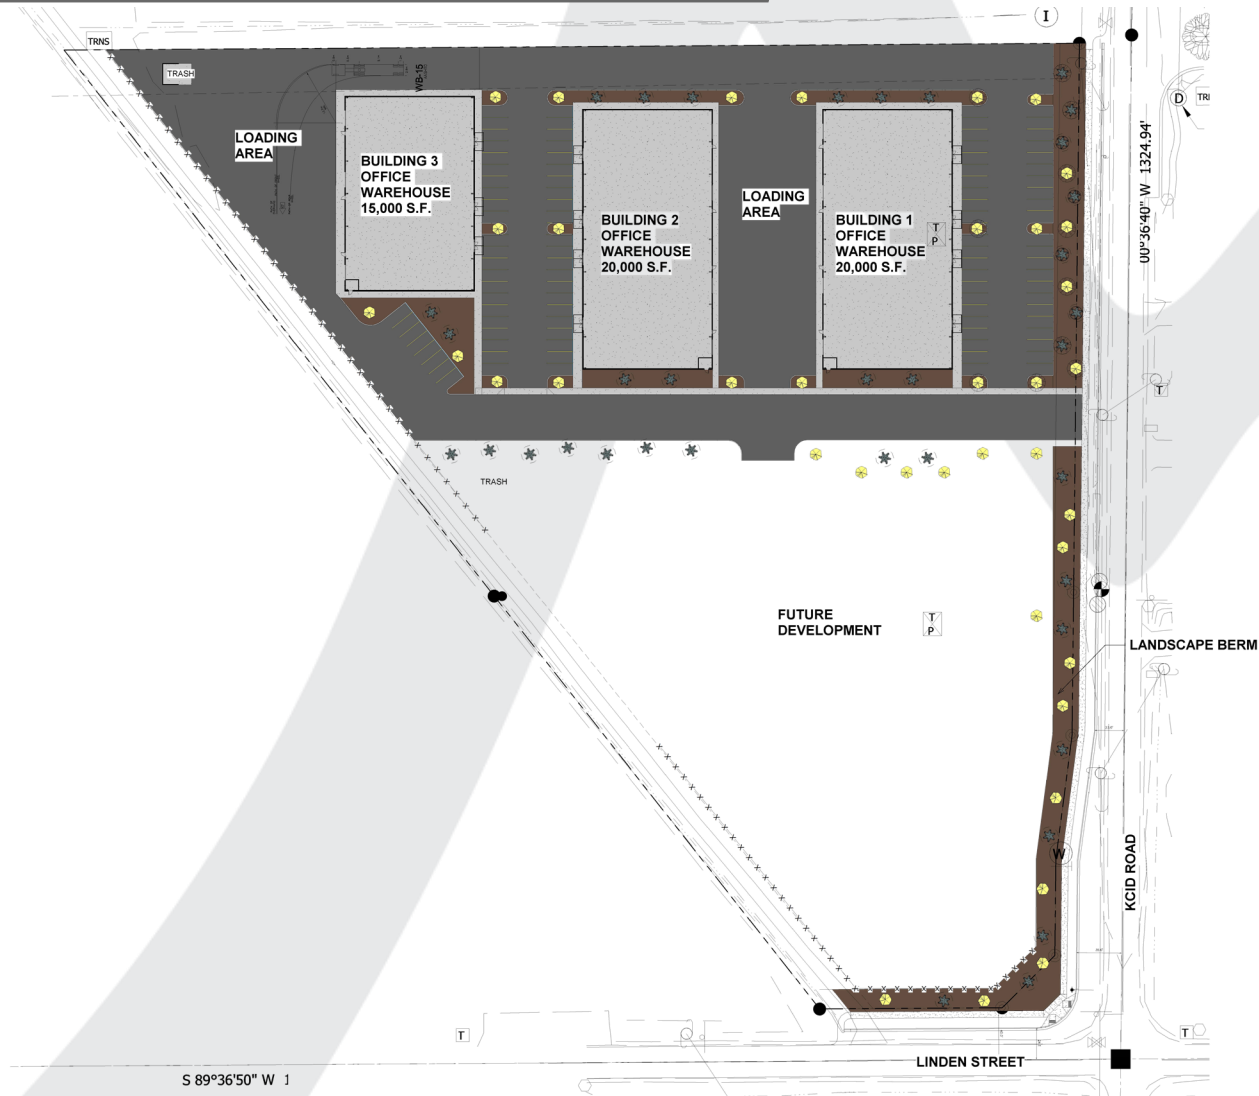 I
TRNS
TRASH
WB-15
D
TRI
LOADING
AREA
BUILDING 3
OFFICE
WAREHOUSE
15,000 S.F.
LOADING
AREA
BUILDING 2
OFFICE
WAREHOUSE
20,000 S.F.
BUILDING 1
OFFICE
WAREHOUSE
20,000 S.F.
T
P
00°36'40" W 1324.94'
T
TRASH
FUTURE
DEVELOPMENT
T
P
LANDSCAPE BERM
W
KCID ROAD
T
T
LINDEN STREET
S 89°36'50" W 1